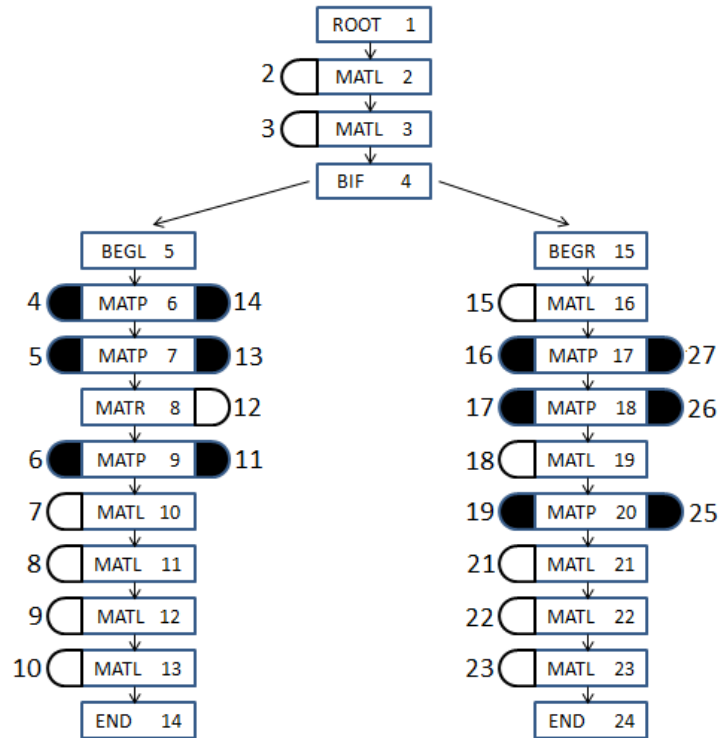 ROOT 1
2 MATL 2
3 MATL 3
BIF 4
BEGL 5
4 MATP 6 14
5 MATP 7 13
MATR 8 12
6 MATP 9 11
7 MATL 10
8 MATL 11
9 MATL 12
10 MATL 13
END 14
BEGR 15
15 MATL 16
16 MATP 17 27
17 MATP 18 26
18 MATL 19
19 MATP 20 25
21 MATL 21
22 MATL 22
23 MATL 23
END 24